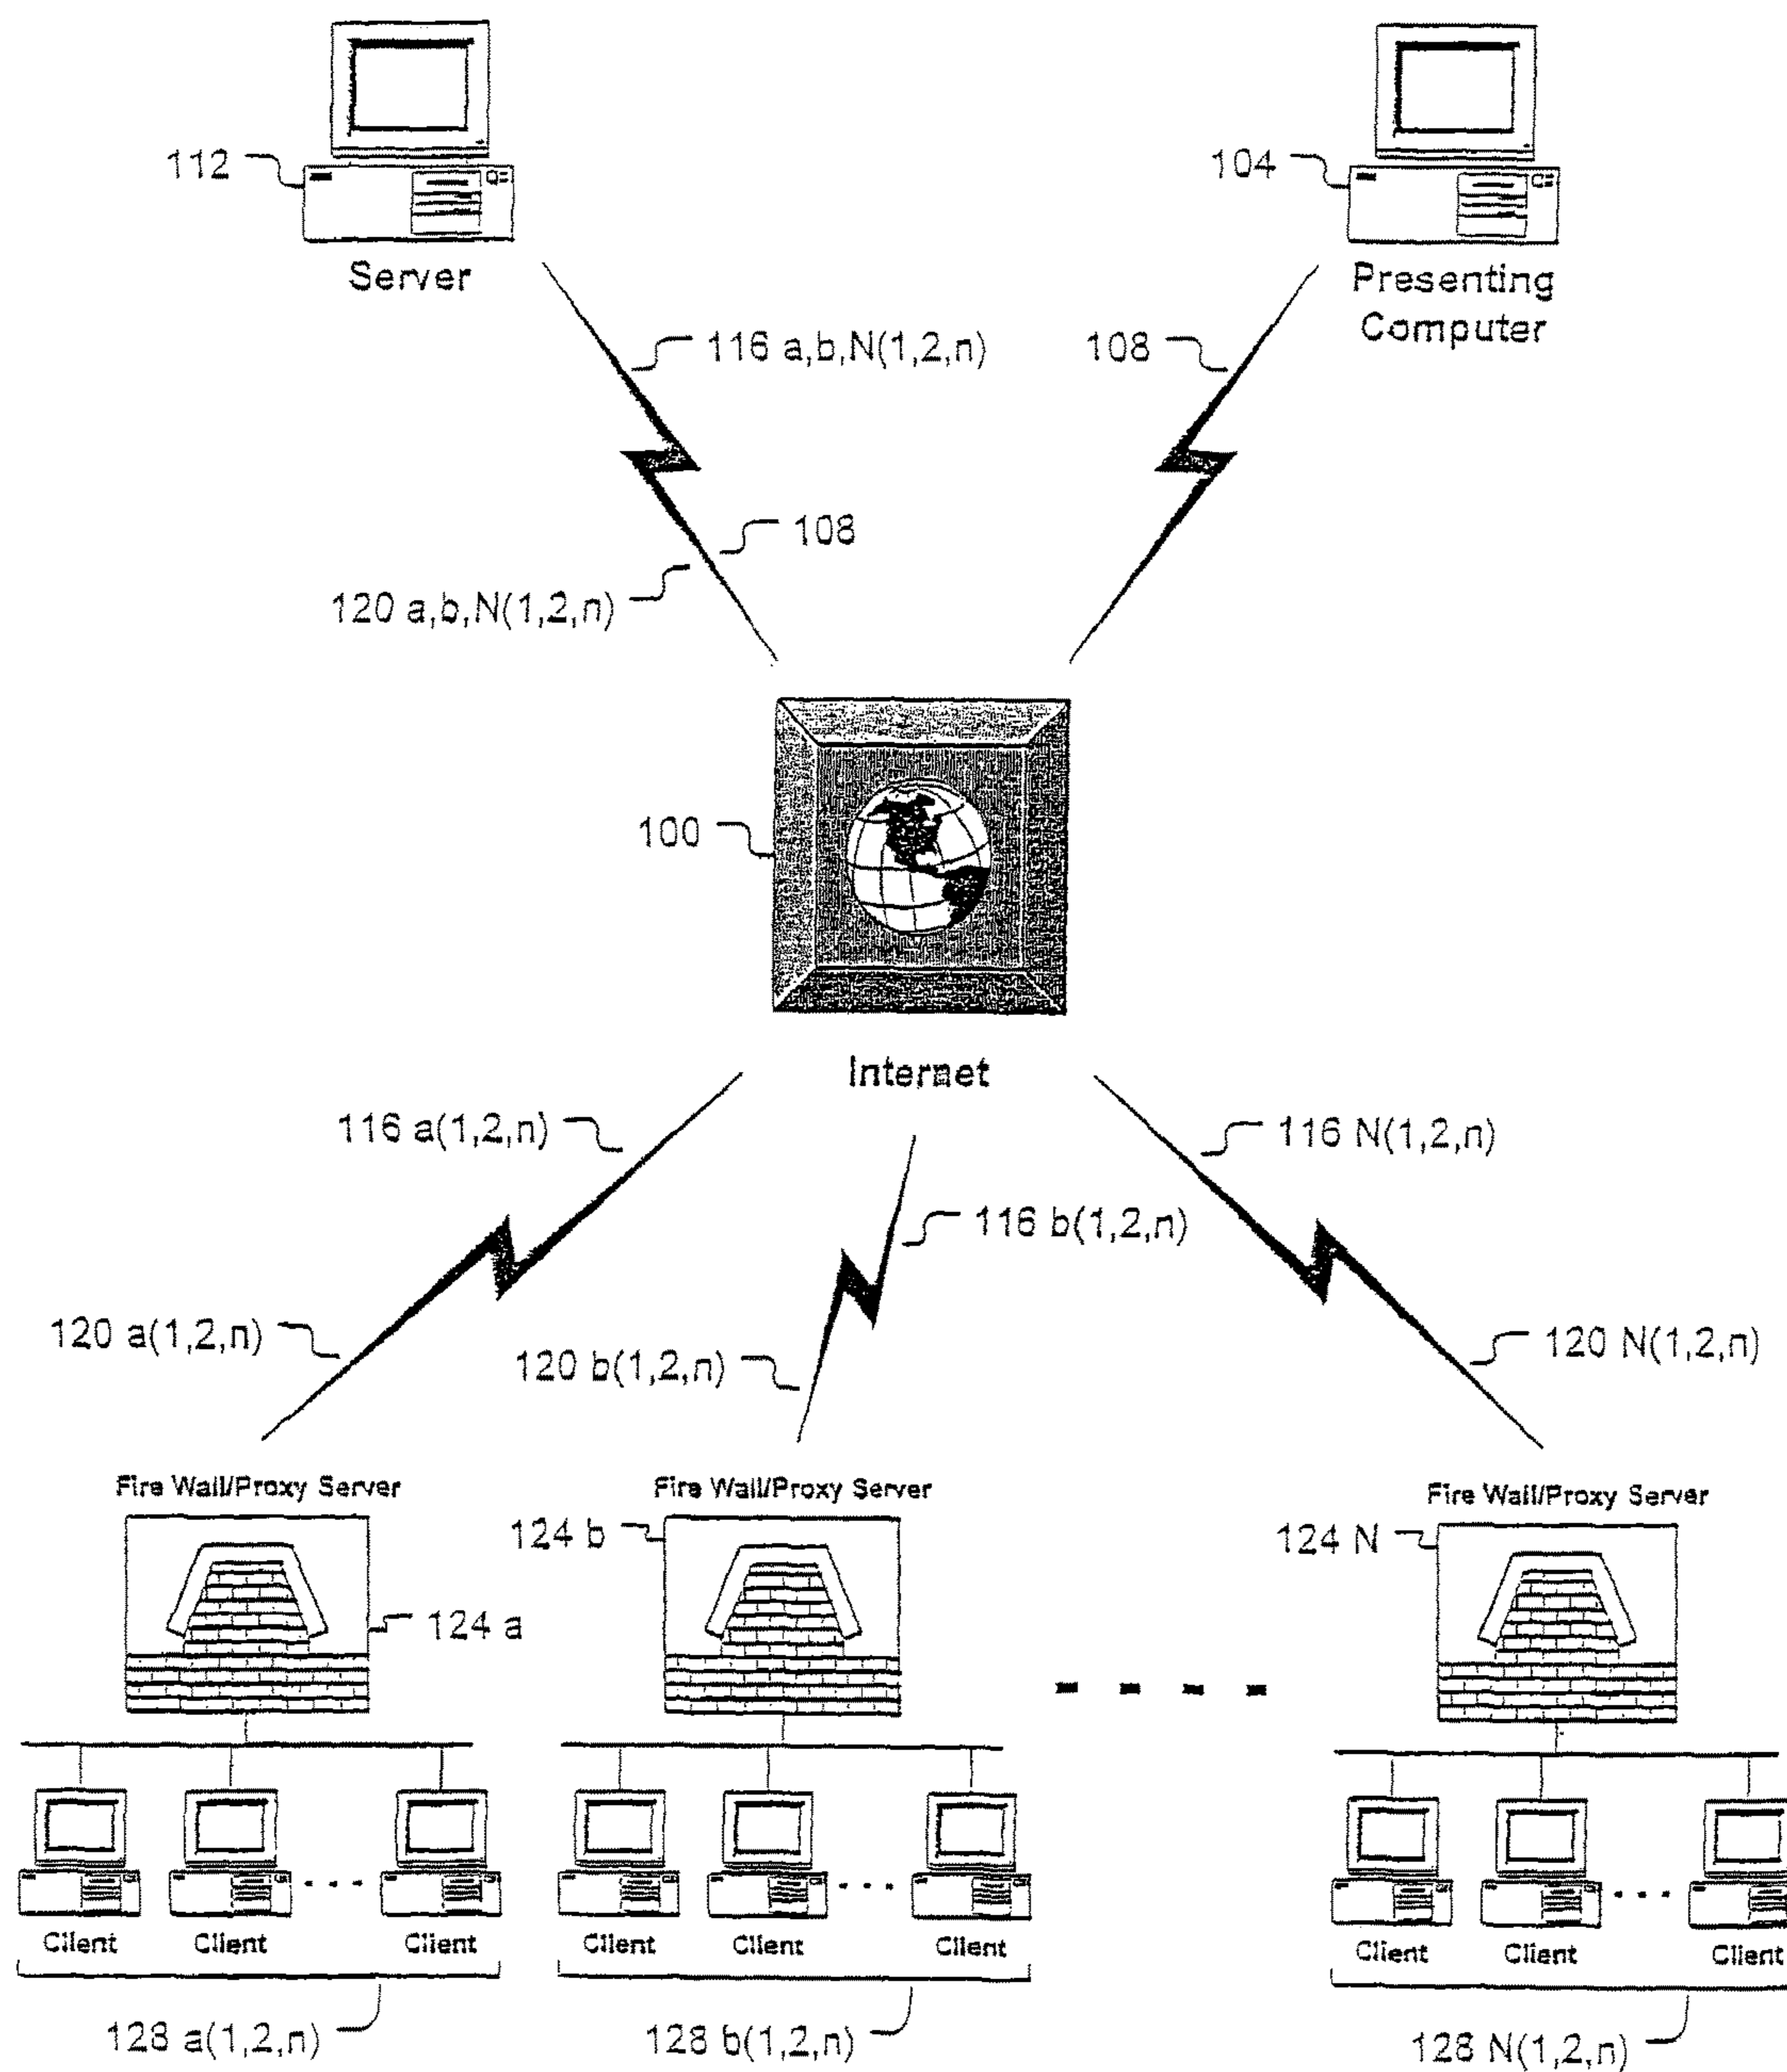 112
104
Server
Presenting
Computer
116 a,b,N(1,2,n)
108
108
120 a,b,N(1,2,n)
100
Internet
116 a(1,2,n)
116 N(1,2,n)
116 b(1,2,n)
120 a(1,2,n)
120 b(1,2,n)
120 N(1,2,n)
Fire Wall/Proxy Server
Fire Wall/Proxy Server
Fire Wall/Proxy Server
124 b
124 N
124 a
Client
Client
Client
Client
Client
Client
Client
Client
Client
128 a(1,2,n)
128 b(1,2,n)
128 N(1,2,n)